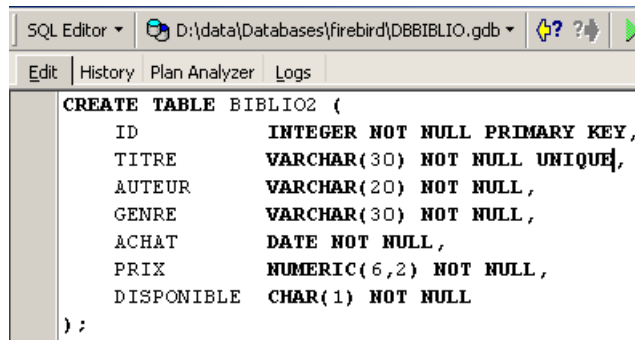 SQL Editor D:\data\Databases\firebird\DBBIBLIO.gdb ? ?
Edit History Plan Analyzer Logs
CREATE TABLE BIBLIO2 (
ID INTEGER NOT NULL PRIMARY KEY,
TITRE VARCHAR(30) NOT NULL UNIQUE,
AUTEUR VARCHAR(20) NOT NULL,
GENRE VARCHAR(30) NOT NULL,
ACHAT DATE NOT NULL,
PRIX NUMERIC(6,2) NOT NULL,
DISPONIBLE CHAR(1) NOT NULL
);